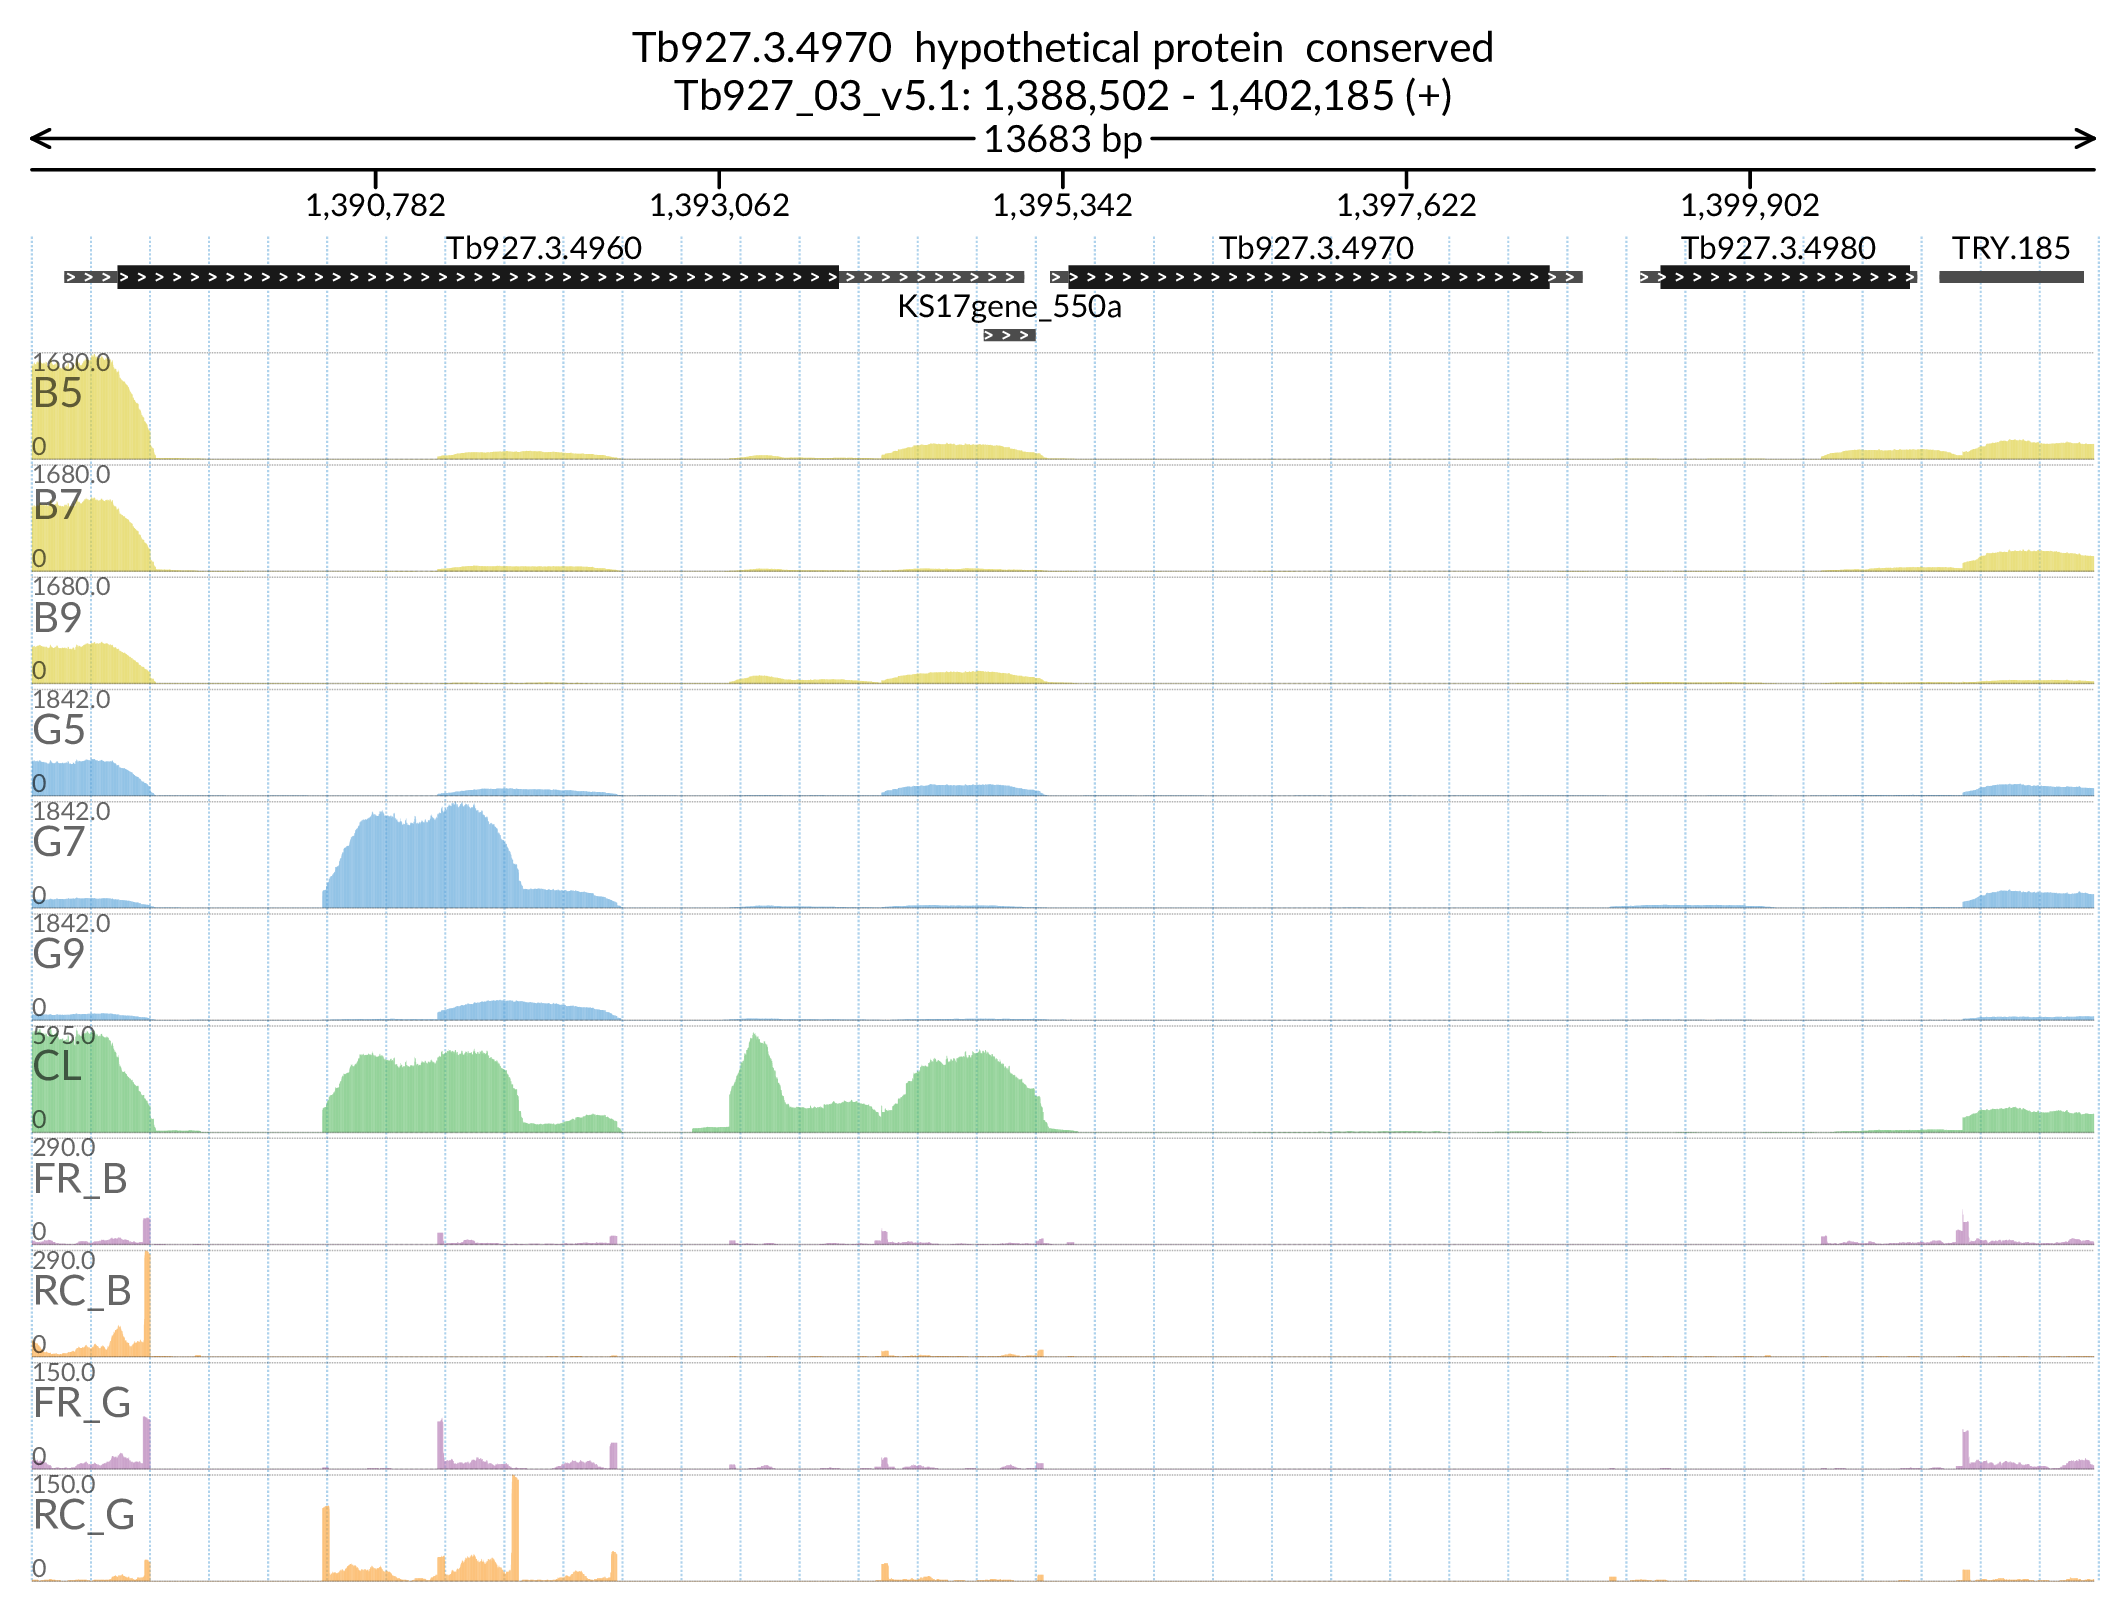 Tb927.3.4970  hypothetical protein  conserved
Tb927_03_v5.1: 1,388,502 - 1,402,185 (+)
13683 bp
1,390,782 1,393,062 1,395,342 1,397,622 1,399,902
Tb927.3.4960 Tb927.3.4970 Tb927.3.4980 TRY.185
KS17gene_550a
1680.0
B5
0
1680.0
B7
0
1680.0
B9
0
1842.0
G5
0
1842.0
G7
0
1842.0
G9
0
595.0
CL
0
290.0
FR_B
0
290.0
RC_B
0
150.0
FR_G
0
150.0
RC_G
0